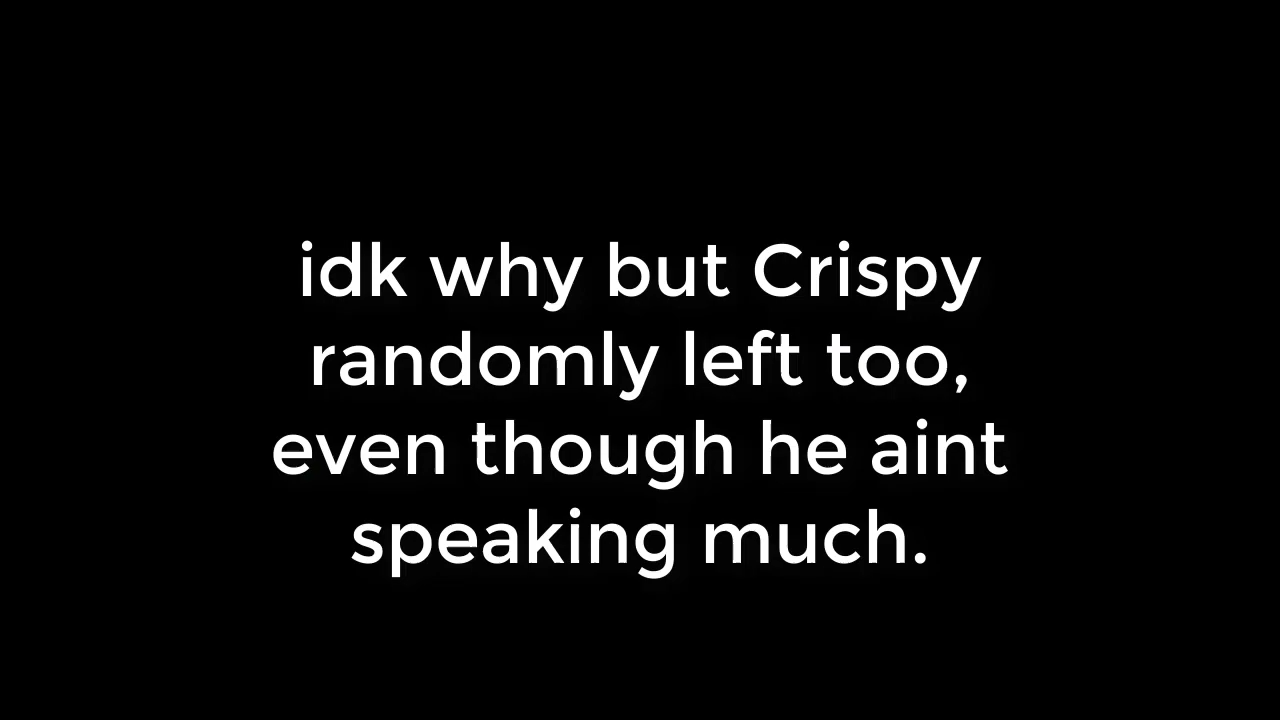 idk why but Crispy
randomly left too,
even though he aint
speaking much.